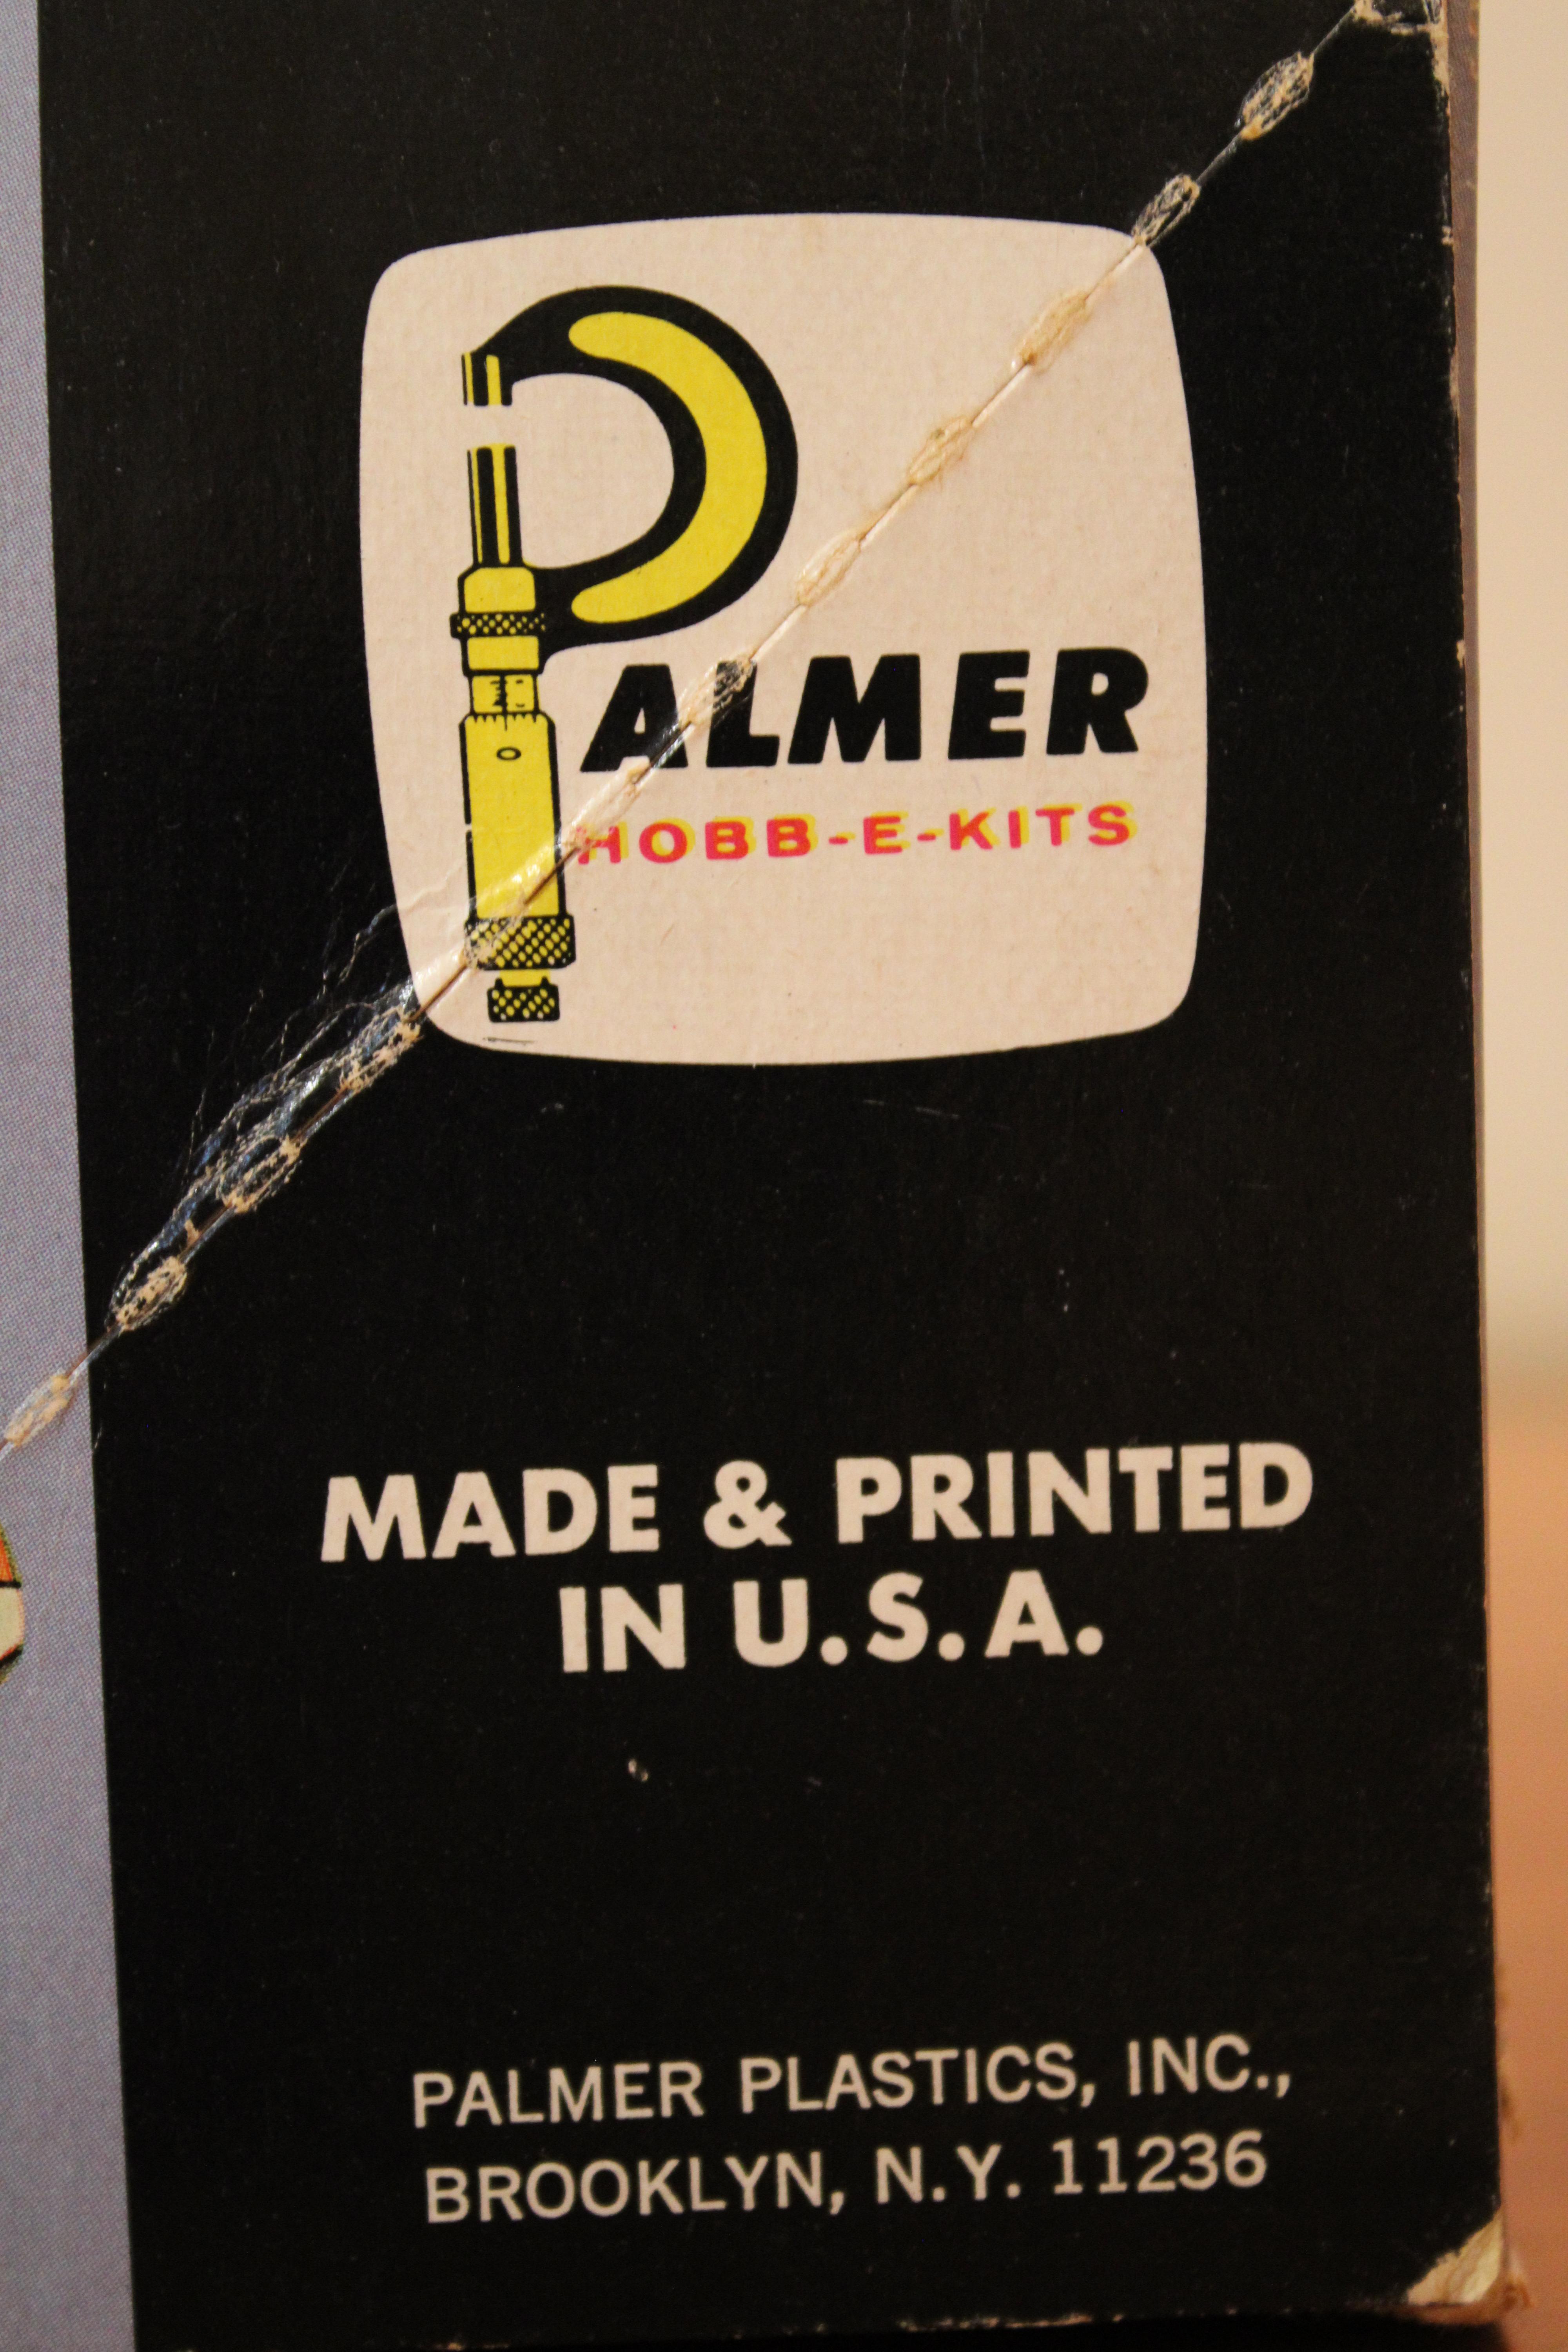 PALMER
HOBB-E-KITS
MADE & PRINTED
IN U.S.A.
PALMER PLASTICS, INC.,
BROOKLYN, N.Y. 11236